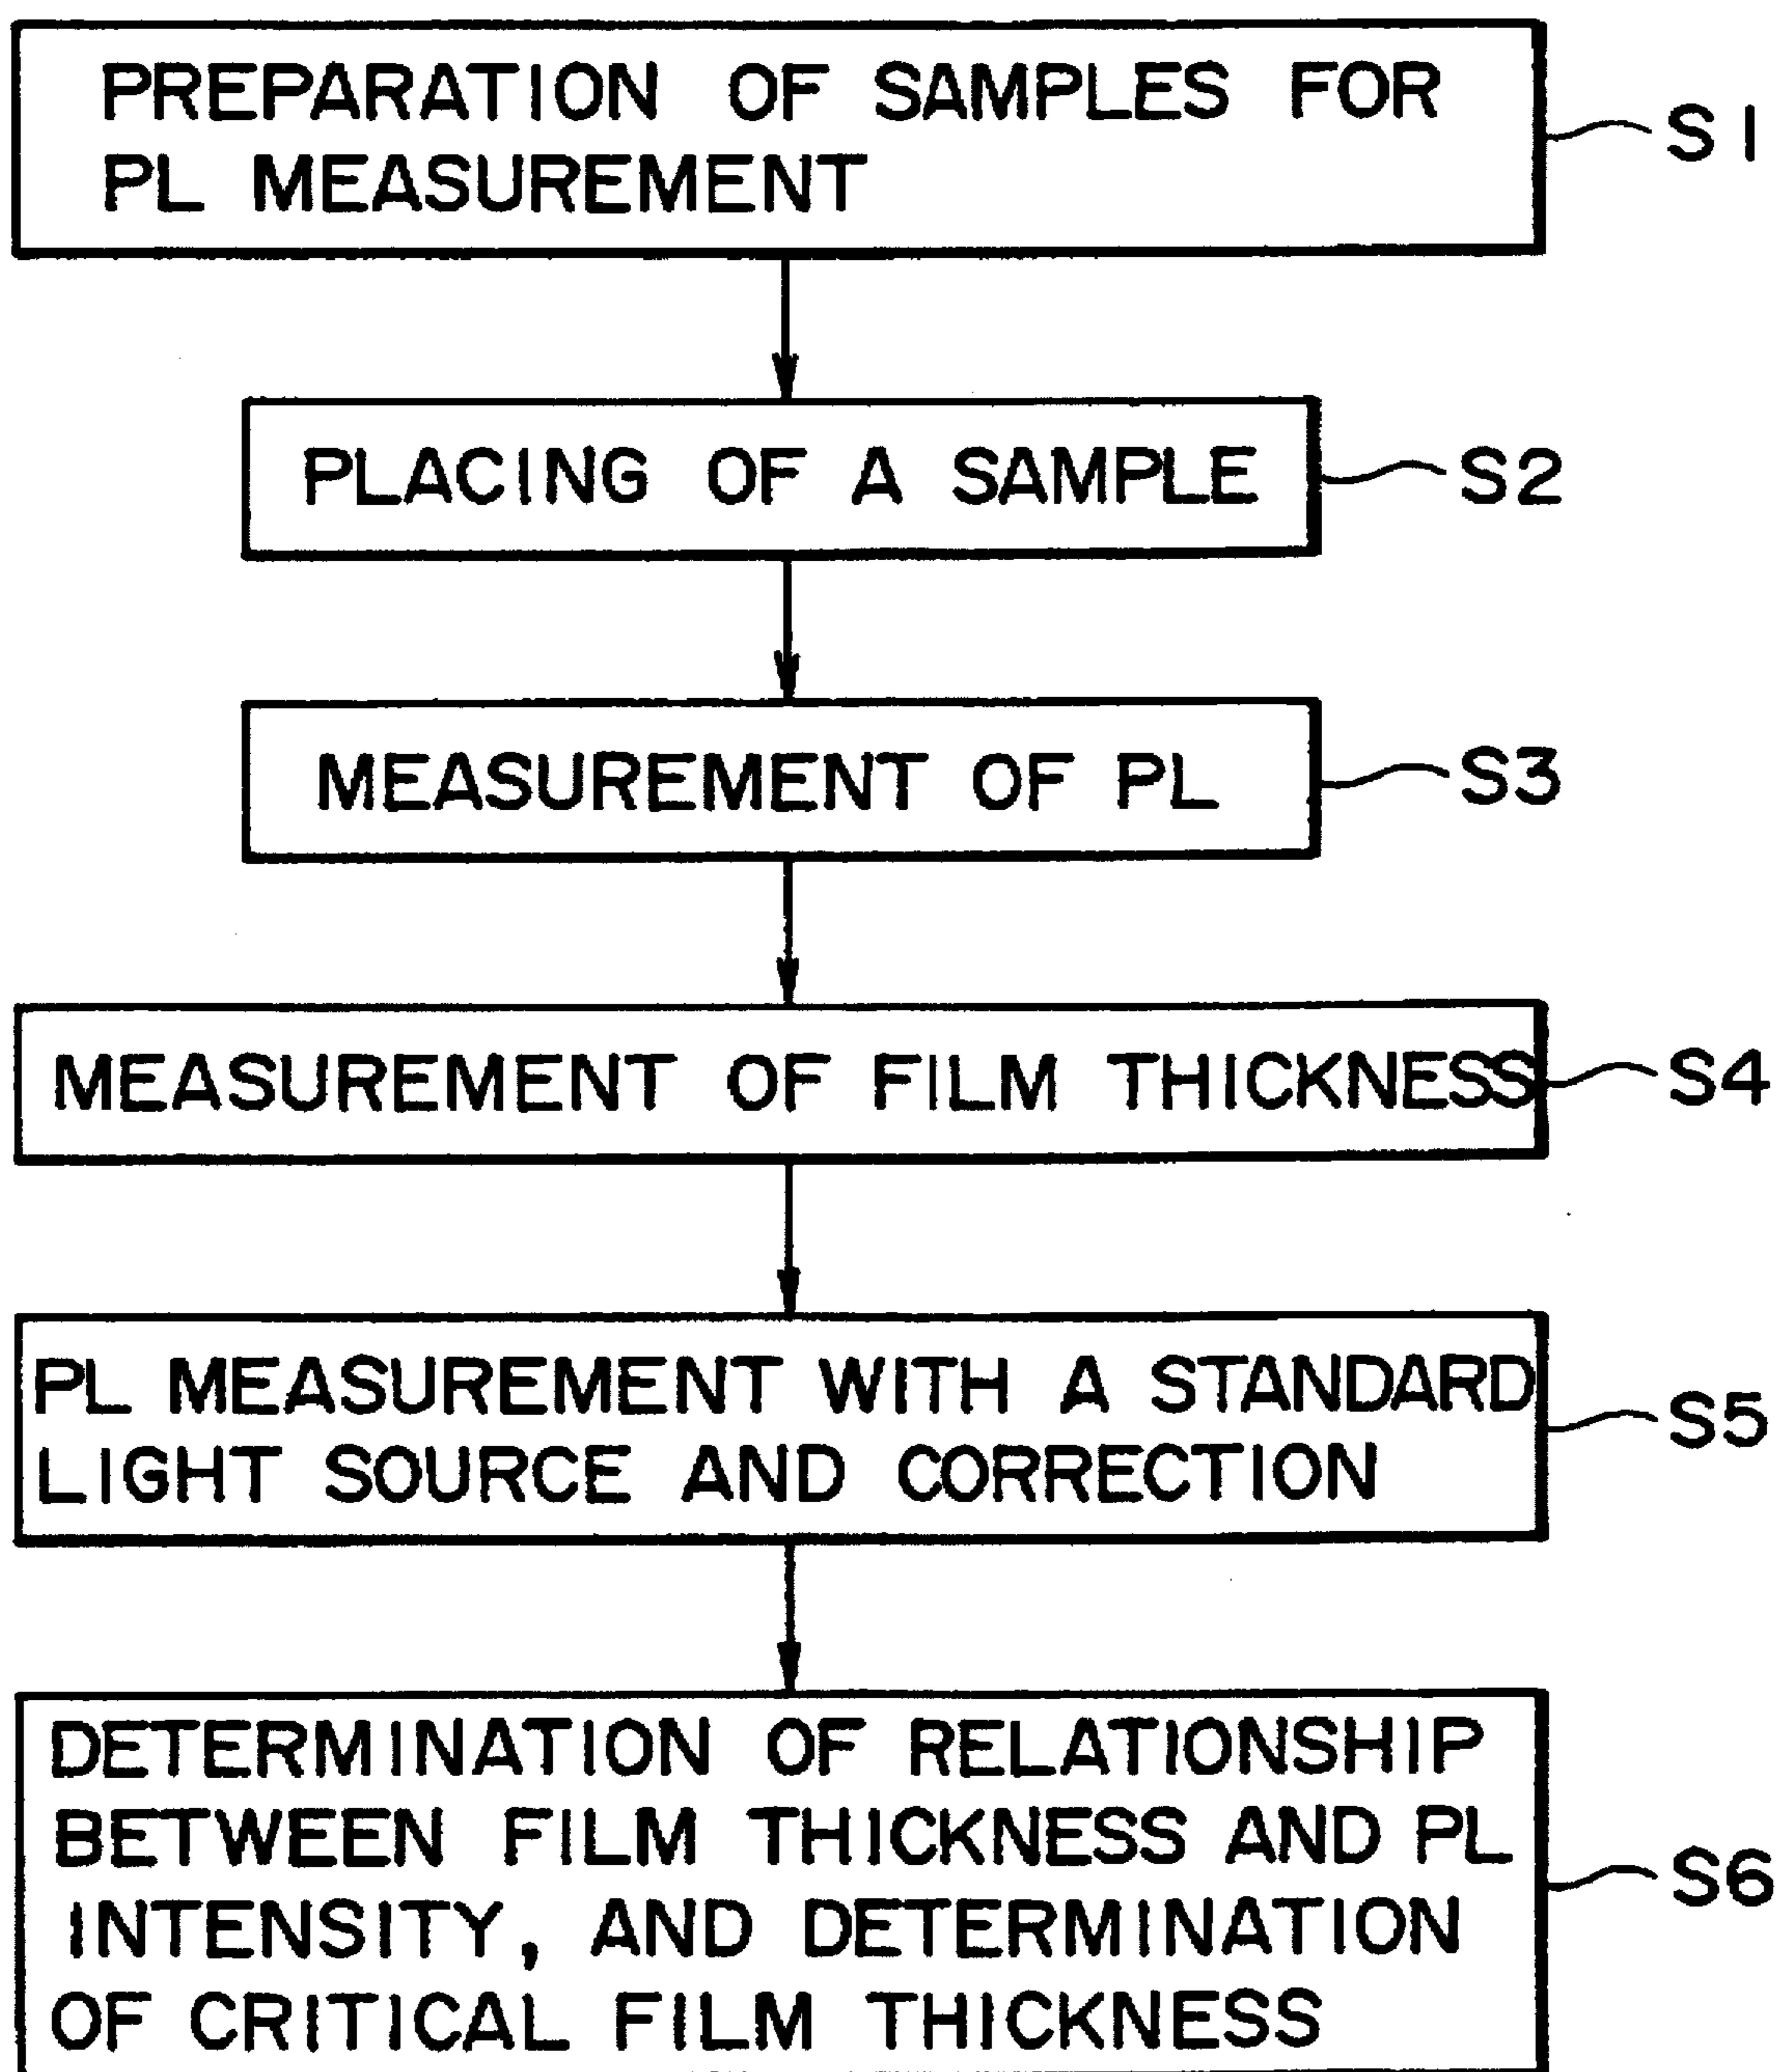 PREPARATION OF SAMPLES FOR
PL MEASUREMENT
S1
PLACING OF A SAMPLE
S2
MEASUREMENT OF PL
S3
MEASUREMENT OF FILM THICKNESS
S4
PL MEASUREMENT WITH A STANDARD
LIGHT SOURCE AND CORRECTION
S5
DETERMINATION OF RELATIONSHIP
BETWEEN FILM THICKNESS AND PL
INTENSITY, AND DETERMINATION
OF CRITICAL FILM THICKNESS
S6